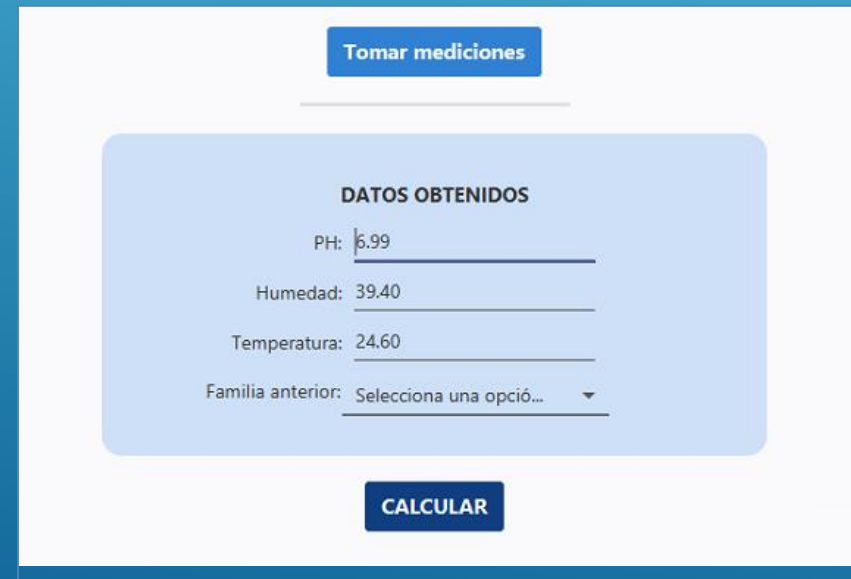 Tomar mediciones
DATOS OBTENIDOS
PH: 6.99
Humedad: 39.40
Temperatura: 24.60
Familia anterior: Selecciona una opció...
CALCULAR